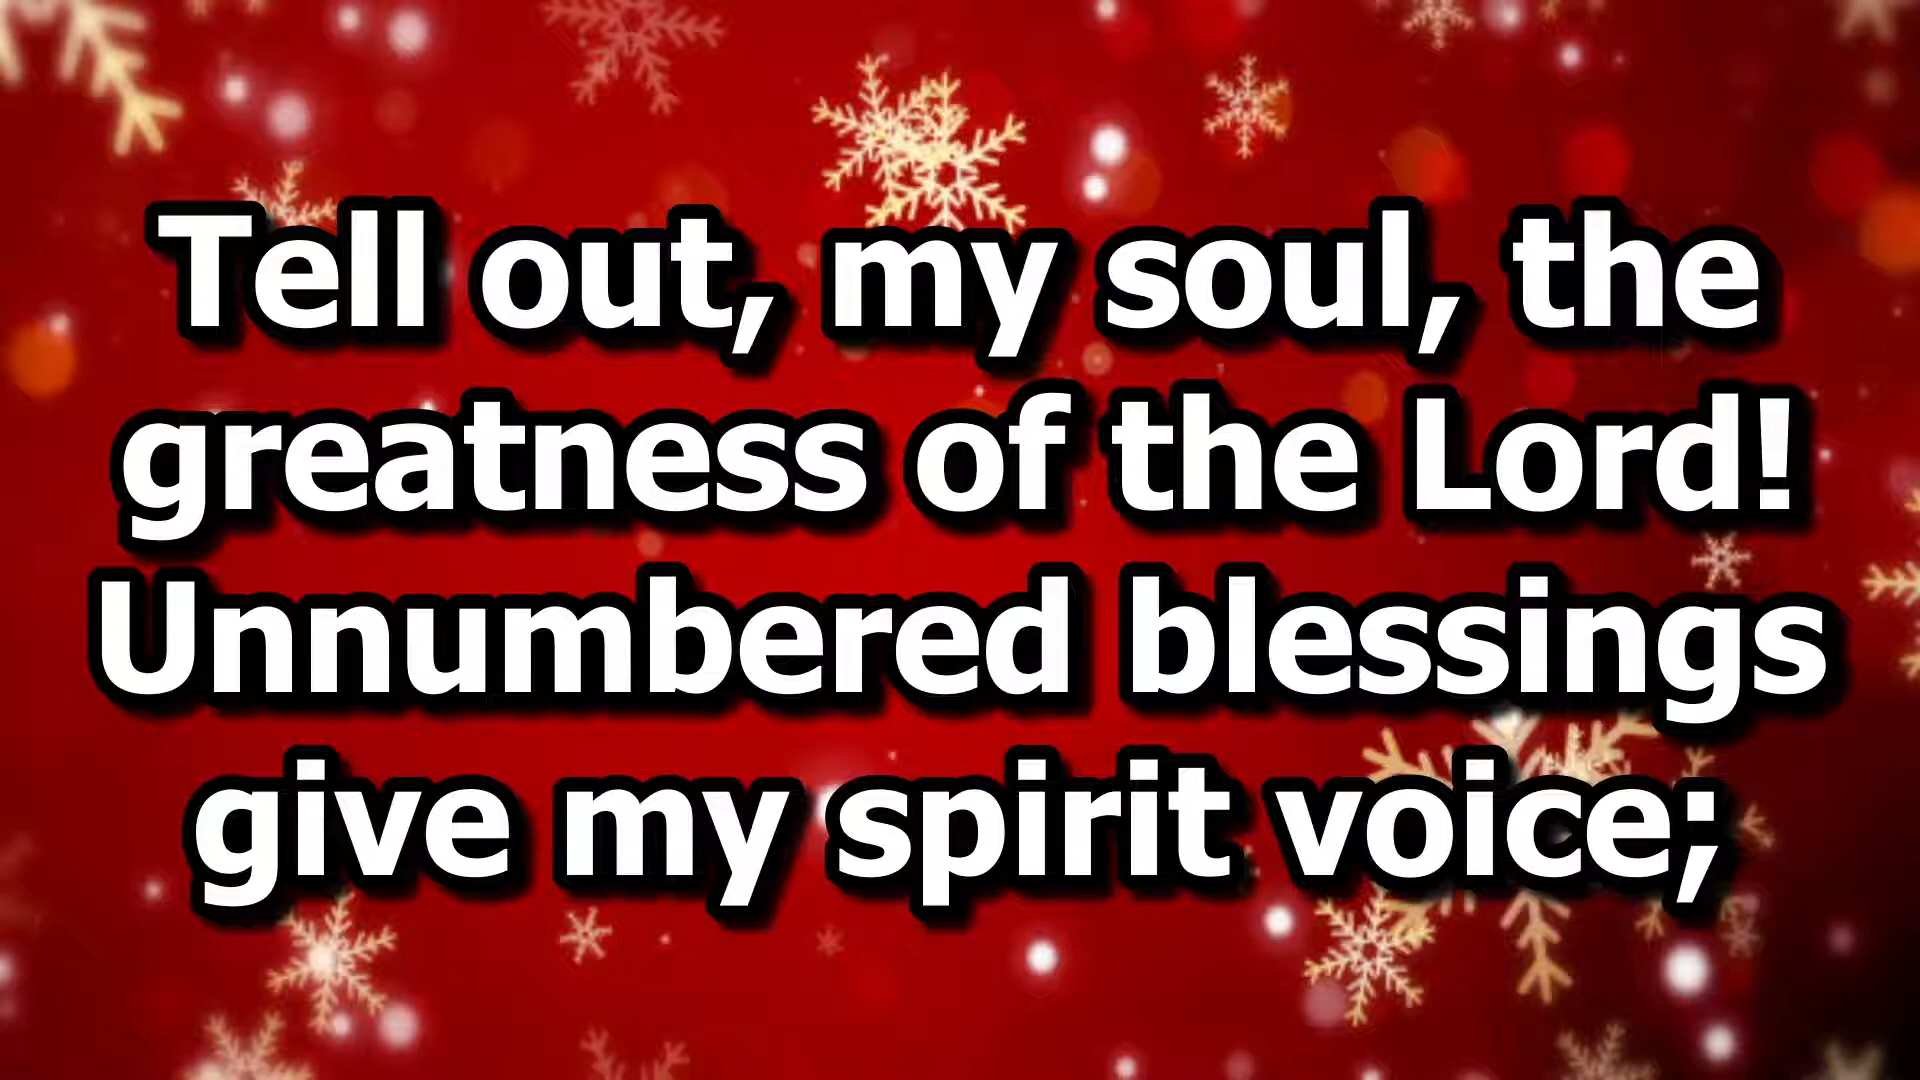 Tell out, my soul, the
greatness of the Lord!
Unnumbered blessings
give my spirit voice;